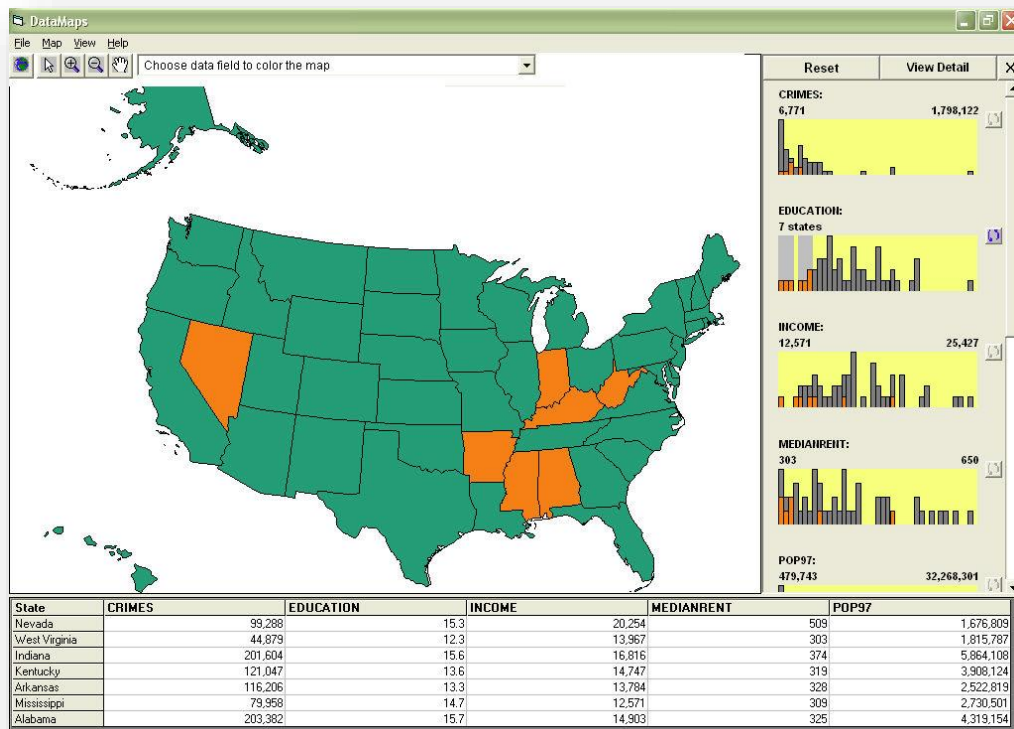 DataMaps
File Map View Help
Choose data field to color the map
Reset View Detail X
CRIMES:
6,771 1,798,122
EDUCATION:
7 states
INCOME:
12,571 25,427
MEDIANRENT:
303 650
POP97:
479,743 32,268,301
State CRIMES EDUCATION INCOME MEDIANRENT POP97
Nevada 99,288 15.3 20,254 509 1,676,809
West Virginia 44,879 12.3 13,967 303 1,815,787
Indiana 201,604 15.6 16,816 374 5,864,108
Kentucky 121,047 13.6 14,747 319 3,908,124
Arkansas 116,206 13.3 13,784 328 2,522,819
Mississippi 79,958 14.7 12,571 309 2,730,501
Alabama 203,382 15.7 14,903 325 4,319,154